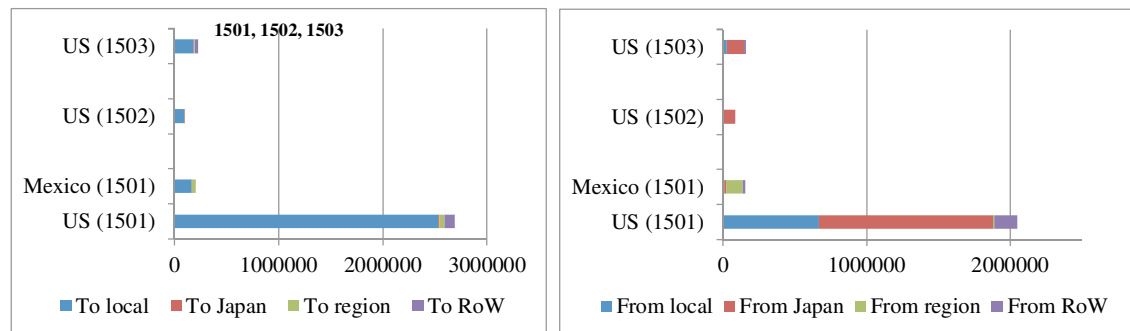 1501, 1502, 1503
US (1503)
US (1502)
Mexico (1501)
US (1501)
0 1000000 2000000 3000000
To local To Japan To region To RoW
US (1503)
US (1502)
Mexico (1501)
US (1501)
0 1000000 2000000
From local From Japan From region From RoW